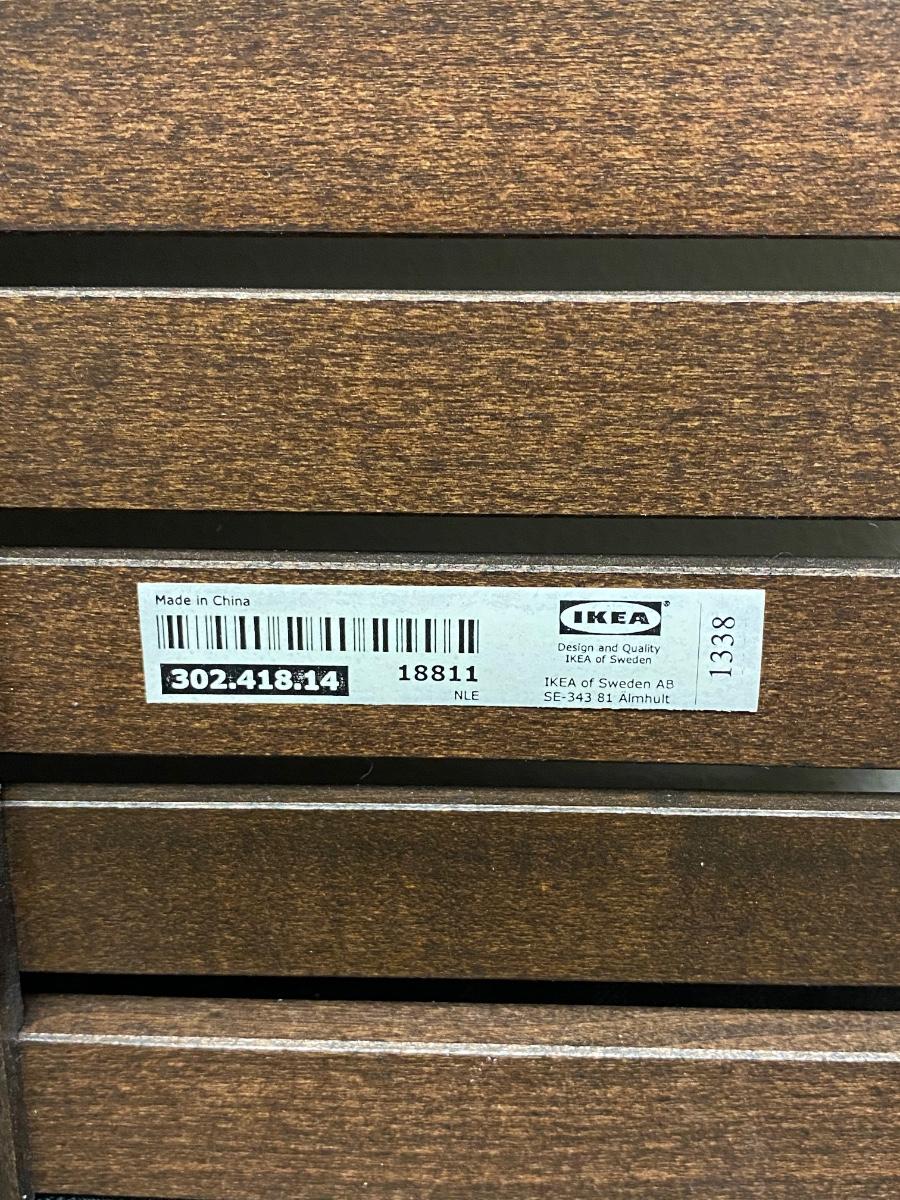 Made in China
302.418.14
18811
NLE
IKEA®
Design and Quality
IKEA of Sweden
IKEA of Sweden AB
SE-343 81 Älmhult
1338